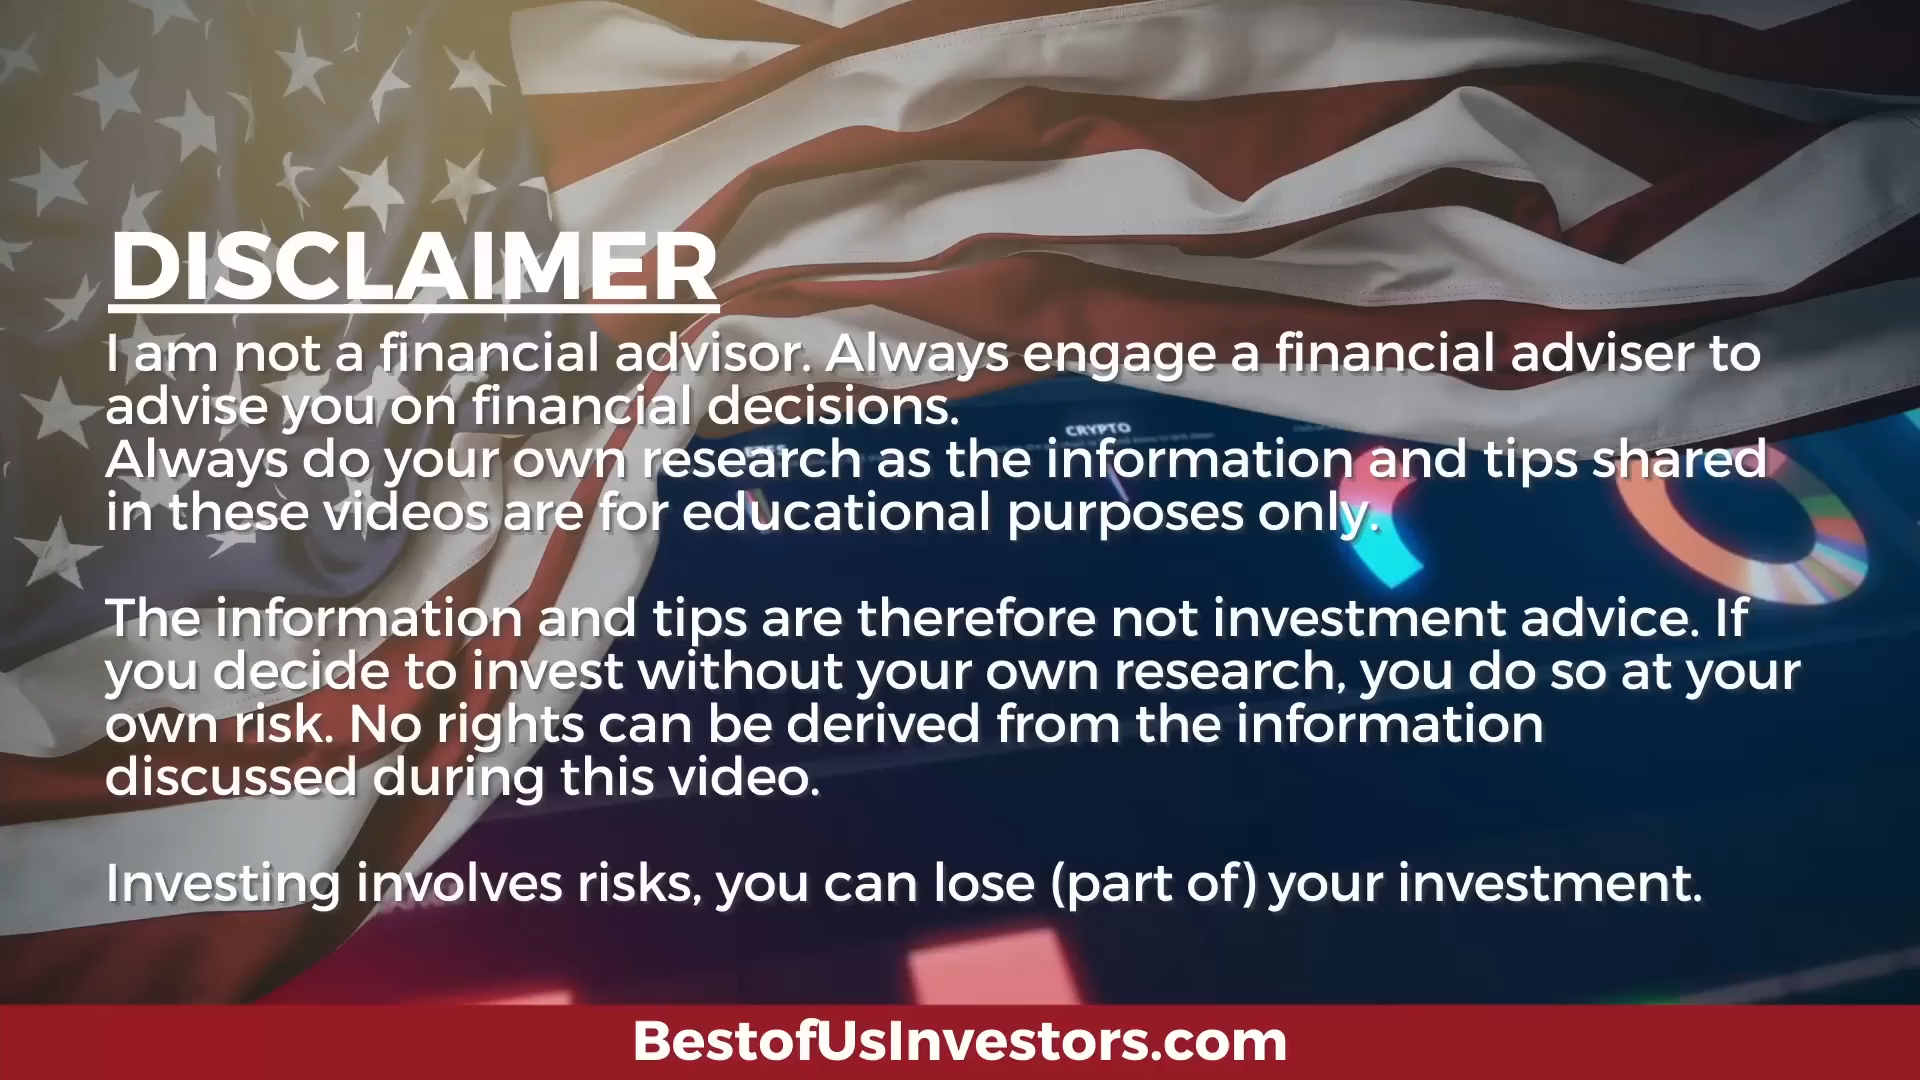 DISCLAIMER
I am not a financial advisor. Always engage a financial adviser to
advise you on financial decisions.
CRYPTO
Always do your own research as the information and tips shared
in these videos are for educational purposes only.
The information and tips are therefore not investment advice. If
you decide to invest without your own research, you do so at your
own risk. No rights can be derived from the information
discussed during this video.
Investing involves risks, you can lose (part of) your investment.
BestofUsInvestors.com